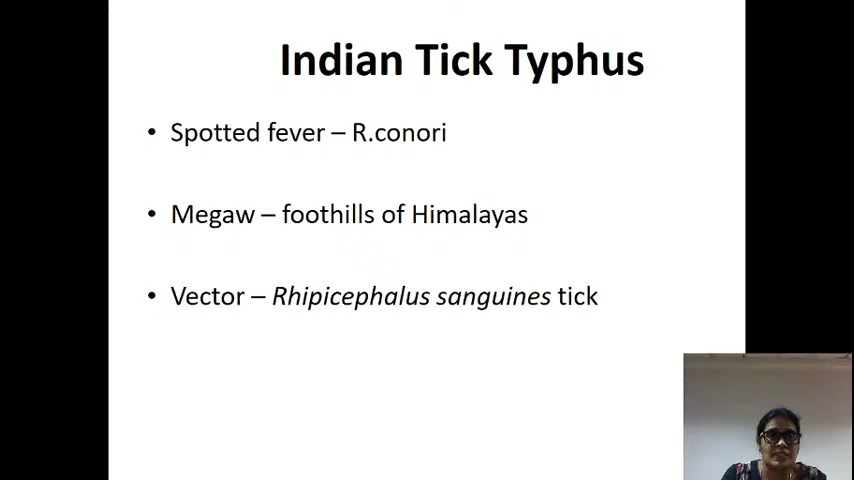 Indian Tick Typhus
• Spotted fever – R.conori
• Megaw – foothills of Himalayas
• Vector – Rhipicephalus sanguines tick